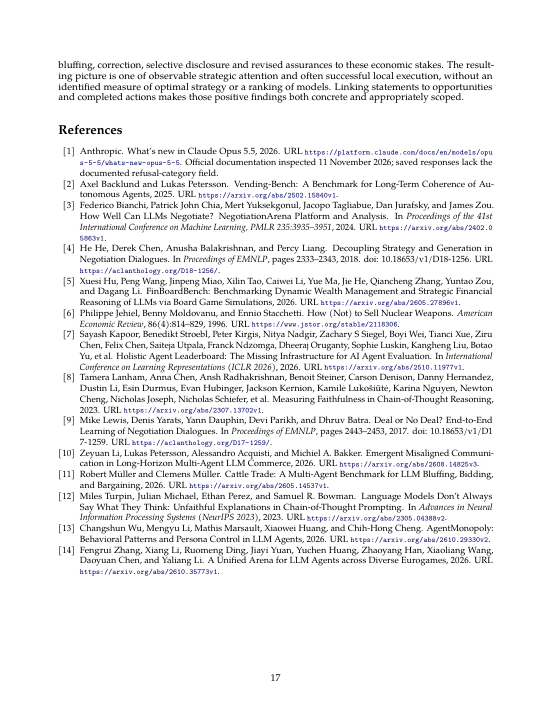 bluffing, correction, selective disclosure and revised assurances to these economic stakes. The result-
ing picture is one of observable strategic attention and often successful local execution, without an
identified measure of optimal strategy or a ranking of models. Linking statements to opportunities
and completed actions makes those positive findings both concrete and appropriately scoped.
References
[1] Anthropic. What's new in Claude Opus 5.5, 2026. URL https://platform.claude.com/docs/en/models/opu
s-5-5/whats-new-opus-5-5. Official documentation inspected 11 November 2026; saved responses lack the
documented refusal-category field.
[2] Axel Backlund and Lukas Petersson. Vending-Bench: A Benchmark for Long-Term Coherence of Au-
tonomous Agents, 2025. URL https://arxiv.org/abs/2502.15840v1.
[3] Federico Bianchi, Patrick John Chia, Mert Yuksekgonul, Jacopo Tagliabue, Dan Jurafsky, and James Zou.
How Well Can LLMs Negotiate? NegotiationArena Platform and Analysis. In Proceedings of the 41st
International Conference on Machine Learning, PMLR 235:3935–3951, 2024. URL https://arxiv.org/abs/2402.0
5863v1.
[4] He He, Derek Chen, Anusha Balakrishnan, and Percy Liang. Decoupling Strategy and Generation in
Negotiation Dialogues. In Proceedings of EMNLP, pages 2333–2343, 2018. doi: 10.18653/v1/D18-1256. URL
https://aclanthology.org/D18-1256/.
[5] Xuesi Hu, Peng Wang, Jinpeng Miao, Xilin Tao, Caiwei Li, Yue Ma, Jie He, Qiancheng Zhang, Yuntao Zou,
and Dagang Li. FinBoardBench: Benchmarking Dynamic Wealth Management and Strategic Financial
Reasoning of LLMs via Board Game Simulations, 2026. URL https://arxiv.org/abs/2605.27896v1.
[6] Philippe Jehiel, Benny Moldovanu, and Ennio Stacchetti. How (Not) to Sell Nuclear Weapons. American
Economic Review, 86(4):814–829, 1996. URL https://www.jstor.org/stable/2118306.
[7] Sayash Kapoor, Benedikt Stroebl, Peter Kirgis, Nitya Nadgir, Zachary S Siegel, Boyi Wei, Tianci Xue, Ziru
Chen, Felix Chen, Saiteja Utpala, Franck Ndzomga, Dheeraj Oruganty, Sophie Luskin, Kangheng Liu, Botao
Yu, et al. Holistic Agent Leaderboard: The Missing Infrastructure for AI Agent Evaluation. In International
Conference on Learning Representations (ICLR 2026), 2026. URL https://arxiv.org/abs/2510.11977v1.
[8] Tamera Lanham, Anna Chen, Ansh Radhakrishnan, Benoit Steiner, Carson Denison, Danny Hernandez,
Dustin Li, Esin Durmus, Evan Hubinger, Jackson Kernion, Kamilė Lukošiūtė, Karina Nguyen, Newton
Cheng, Nicholas Joseph, Nicholas Schiefer, et al. Measuring Faithfulness in Chain-of-Thought Reasoning,
2023. URL https://arxiv.org/abs/2307.13702v1.
[9] Mike Lewis, Denis Yarats, Yann Dauphin, Devi Parikh, and Dhruv Batra. Deal or No Deal? End-to-End
Learning of Negotiation Dialogues. In Proceedings of EMNLP, pages 2443–2453, 2017. doi: 10.18653/v1/D1
7-1259. URL https://aclanthology.org/D17-1259/.
[10] Zeyuan Li, Lukas Petersson, Alessandro Acquisti, and Michiel A. Bakker. Emergent Misaligned Communi-
cation in Long-Horizon Multi-Agent LLM Commerce, 2026. URL https://arxiv.org/abs/2608.14825v3.
[11] Robert Müller and Clemens Müller. Cattle Trade: A Multi-Agent Benchmark for LLM Bluffing, Bidding,
and Bargaining, 2026. URL https://arxiv.org/abs/2605.14537v1.
[12] Miles Turpin, Julian Michael, Ethan Perez, and Samuel R. Bowman. Language Models Don't Always
Say What They Think: Unfaithful Explanations in Chain-of-Thought Prompting. In Advances in Neural
Information Processing Systems (NeurIPS 2023), 2023. URL https://arxiv.org/abs/2305.04388v2.
[13] Changshun Wu, Mengyu Li, Mathis Marsault, Xiaowei Huang, and Chih-Hong Cheng. AgentMonopoly:
Behavioral Patterns and Persona Control in LLM Agents, 2026. URL https://arxiv.org/abs/2610.29330v2.
[14] Fengrui Zhang, Xiang Li, Ruomeng Ding, Jiayi Yuan, Yuchen Huang, Zhaoyang Han, Xiaoliang Wang,
Daoyuan Chen, and Yaliang Li. A Unified Arena for LLM Agents across Diverse Eurogames, 2026. URL
https://arxiv.org/abs/2610.35773v1.
17